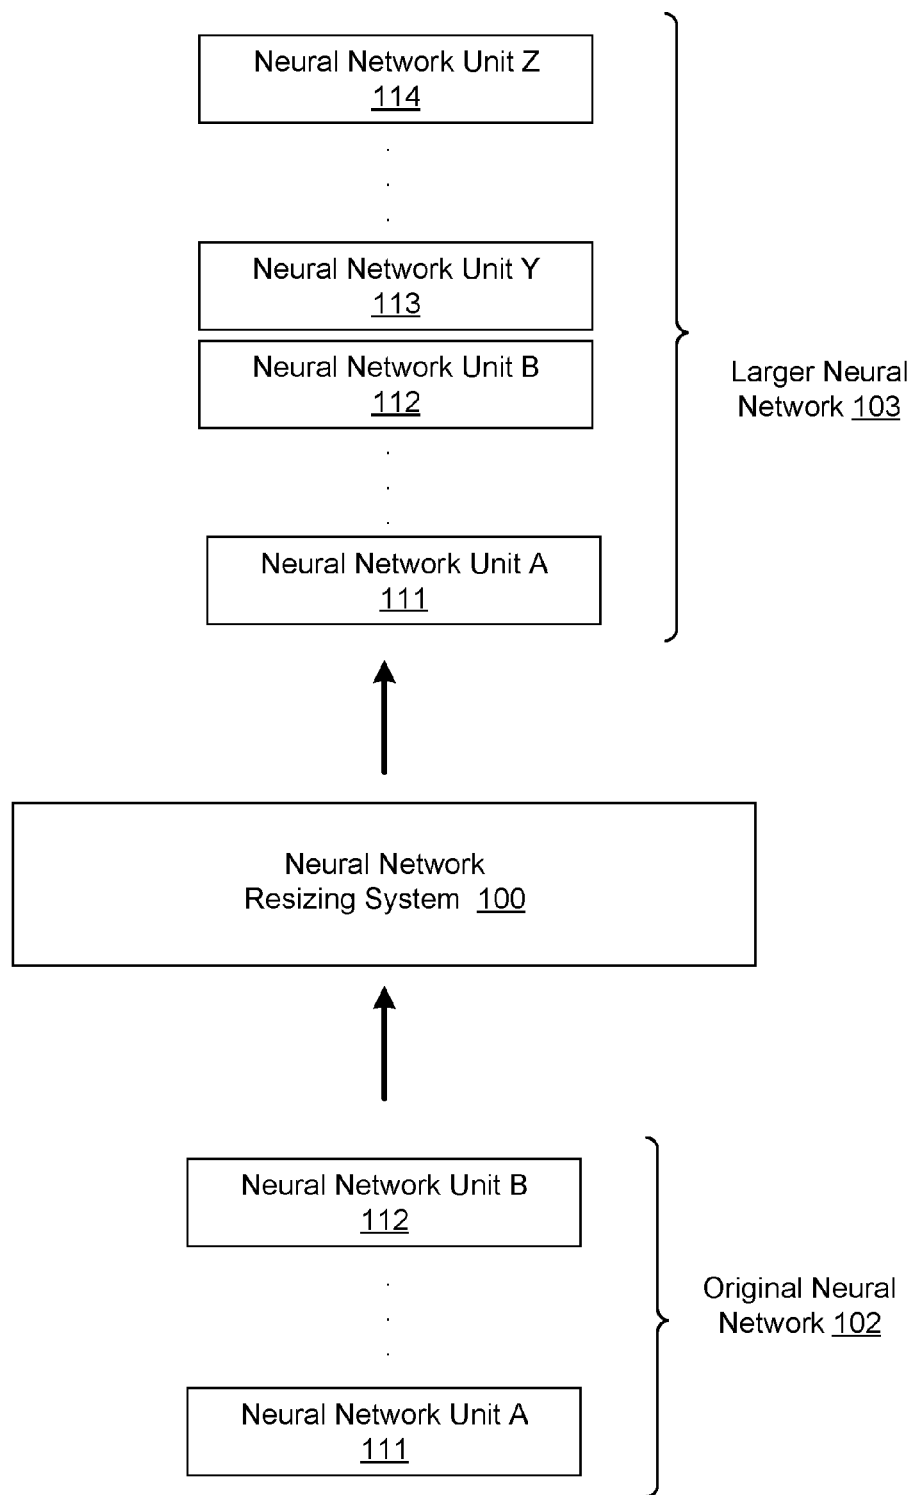 Neural Network Unit Z
114
Neural Network Unit Y
113
Neural Network Unit B
112
Larger Neural
Network 103
Neural Network Unit A
111
Neural Network
Resizing System 100
Neural Network Unit B
112
Original Neural
Network 102
Neural Network Unit A
111